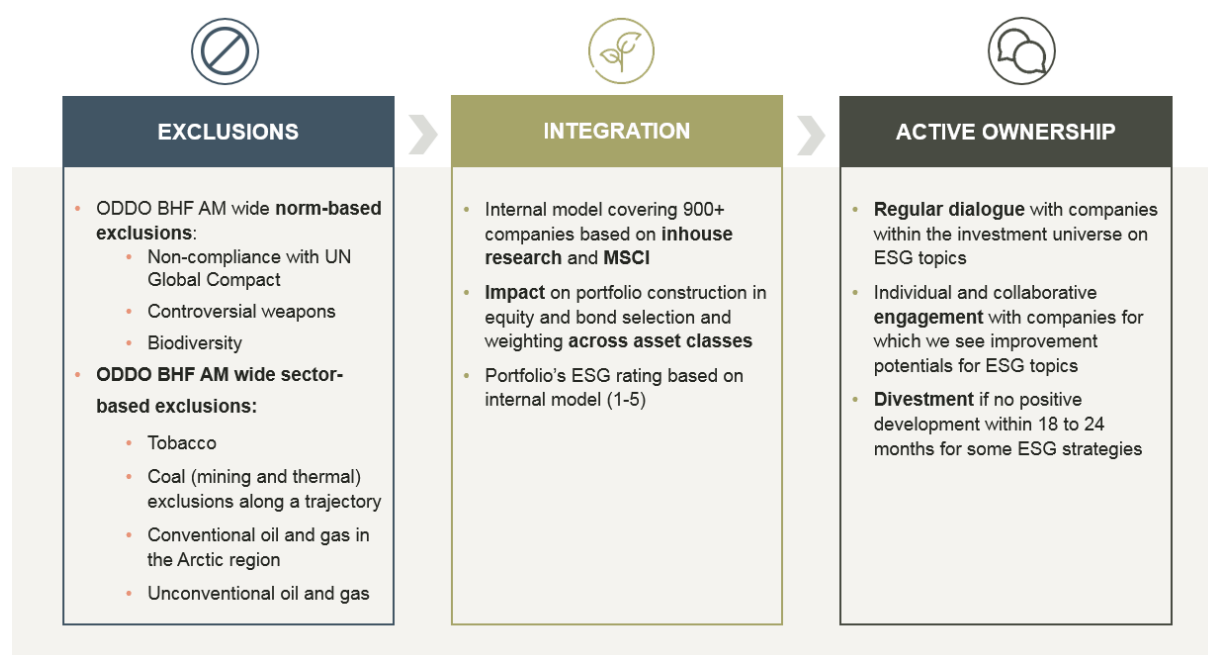 EXCLUSIONS
• ODDO BHF AM wide norm-based
exclusions:
• Non-compliance with UN
Global Compact
• Controversial weapons
• Biodiversity
• ODDO BHF AM wide sector-
based exclusions:
• Tobacco
• Coal (mining and thermal)
exclusions along a trajectory
• Conventional oil and gas in
the Arctic region
• Unconventional oil and gas
INTEGRATION
• Internal model covering 900+
companies based on inhouse
research and MSCI
• Impact on portfolio construction in
equity and bond selection and
weighting across asset classes
• Portfolio's ESG rating based on
internal model (1-5)
ACTIVE OWNERSHIP
• Regular dialogue with companies
within the investment universe on
ESG topics
• Individual and collaborative
engagement with companies for
which we see improvement
potentials for ESG topics
• Divestment if no positive
development within 18 to 24
months for some ESG strategies